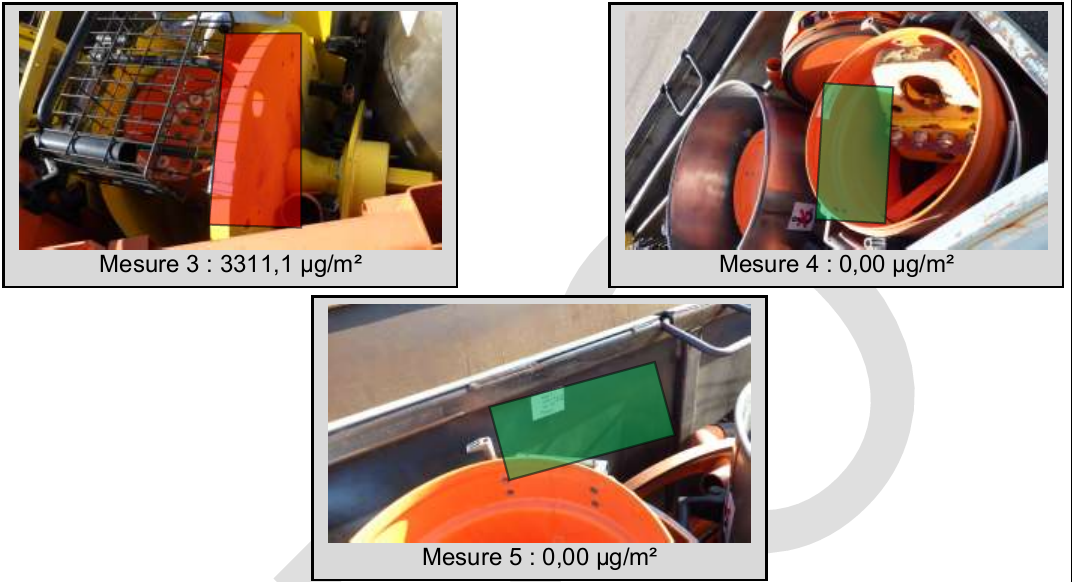 Mesure 3 : 3311,1 µg/m²
Mesure 4 : 0,00 µg/m²
Mesure 5 : 0,00 µg/m²